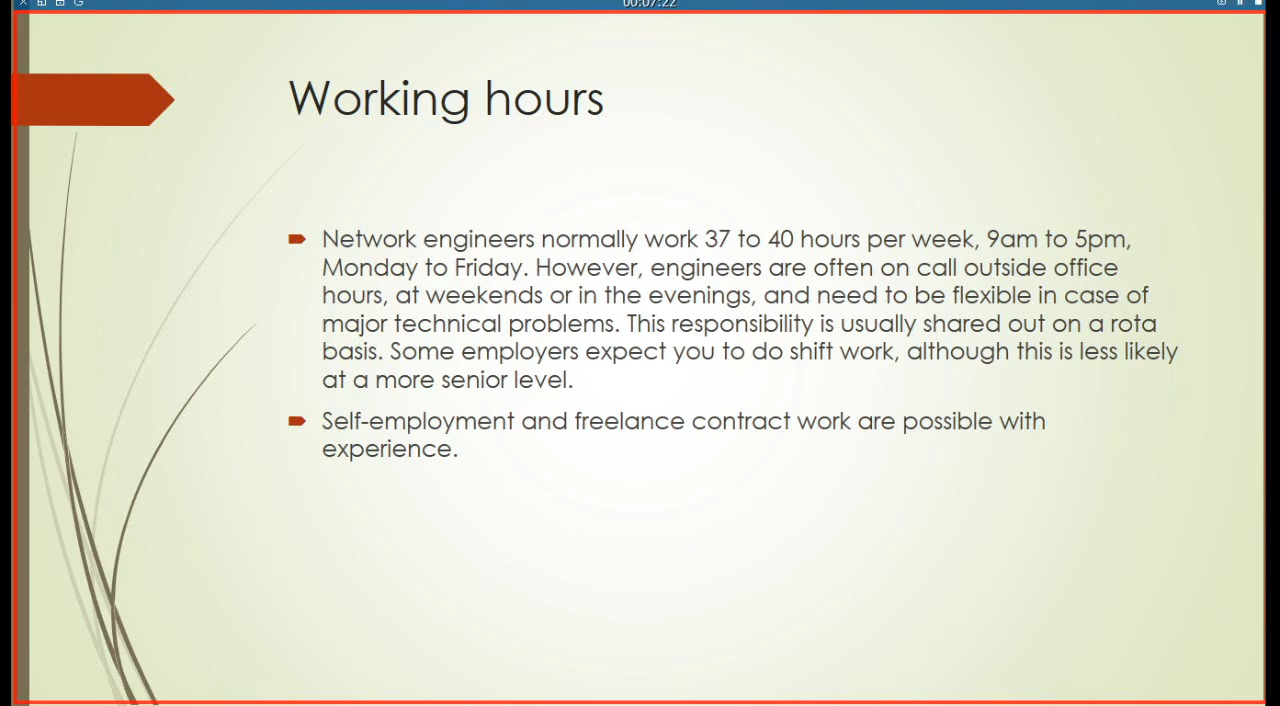 00:07:22
Working hours
Network engineers normally work 37 to 40 hours per week, 9am to 5pm,
Monday to Friday. However, engineers are often on call outside office
hours, at weekends or in the evenings, and need to be flexible in case of
major technical problems. This responsibility is usually shared out on a rota
basis. Some employers expect you to do shift work, although this is less likely
at a more senior level.
Self-employment and freelance contract work are possible with
experience.